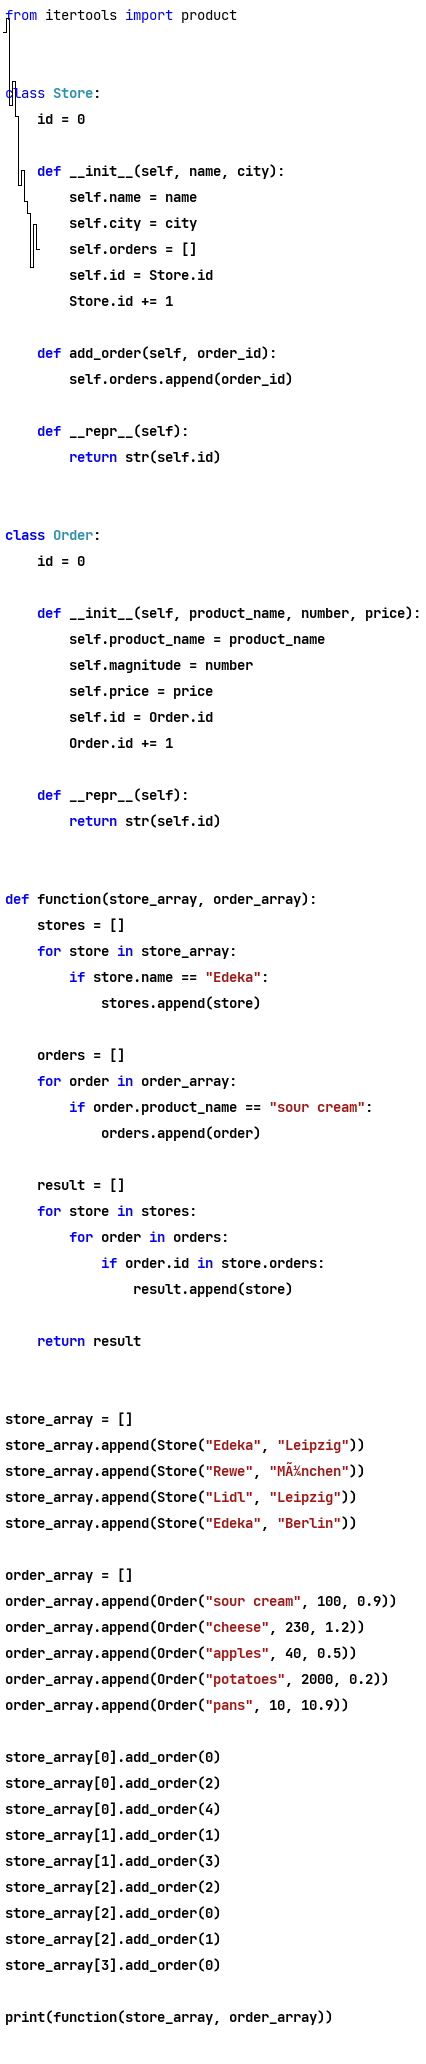 from itertools import product
class Store:
    id = 0
    def __init__(self, name, city):
        self.name = name
        self.city = city
        self.orders = []
        self.id = Store.id
        Store.id += 1
    def add_order(self, order_id):
        self.orders.append(order_id)
    def __repr__(self):
        return str(self.id)
class Order:
    id = 0
    def __init__(self, product_name, number, price):
        self.product_name = product_name
        self.magnitude = number
        self.price = price
        self.id = Order.id
        Order.id += 1
    def __repr__(self):
        return str(self.id)
def function(store_array, order_array):
    stores = []
    for store in store_array:
        if store.name == "Edeka":
            stores.append(store)
    orders = []
    for order in order_array:
        if order.product_name == "sour cream":
            orders.append(order)
    result = []
    for store in stores:
        for order in orders:
            if order.id in store.orders:
                result.append(store)
    return result
store_array = []
store_array.append(Store("Edeka", "Leipzig"))
store_array.append(Store("Rewe", "MÃ¼nchen"))
store_array.append(Store("Lidl", "Leipzig"))
store_array.append(Store("Edeka", "Berlin"))
order_array = []
order_array.append(Order("sour cream", 100, 0.9))
order_array.append(Order("cheese", 230, 1.2))
order_array.append(Order("apples", 40, 0.5))
order_array.append(Order("potatoes", 2000, 0.2))
order_array.append(Order("pans", 10, 10.9))
store_array[0].add_order(0)
store_array[0].add_order(2)
store_array[0].add_order(4)
store_array[1].add_order(1)
store_array[1].add_order(3)
store_array[2].add_order(2)
store_array[2].add_order(0)
store_array[2].add_order(1)
store_array[3].add_order(0)
print(function(store_array, order_array))